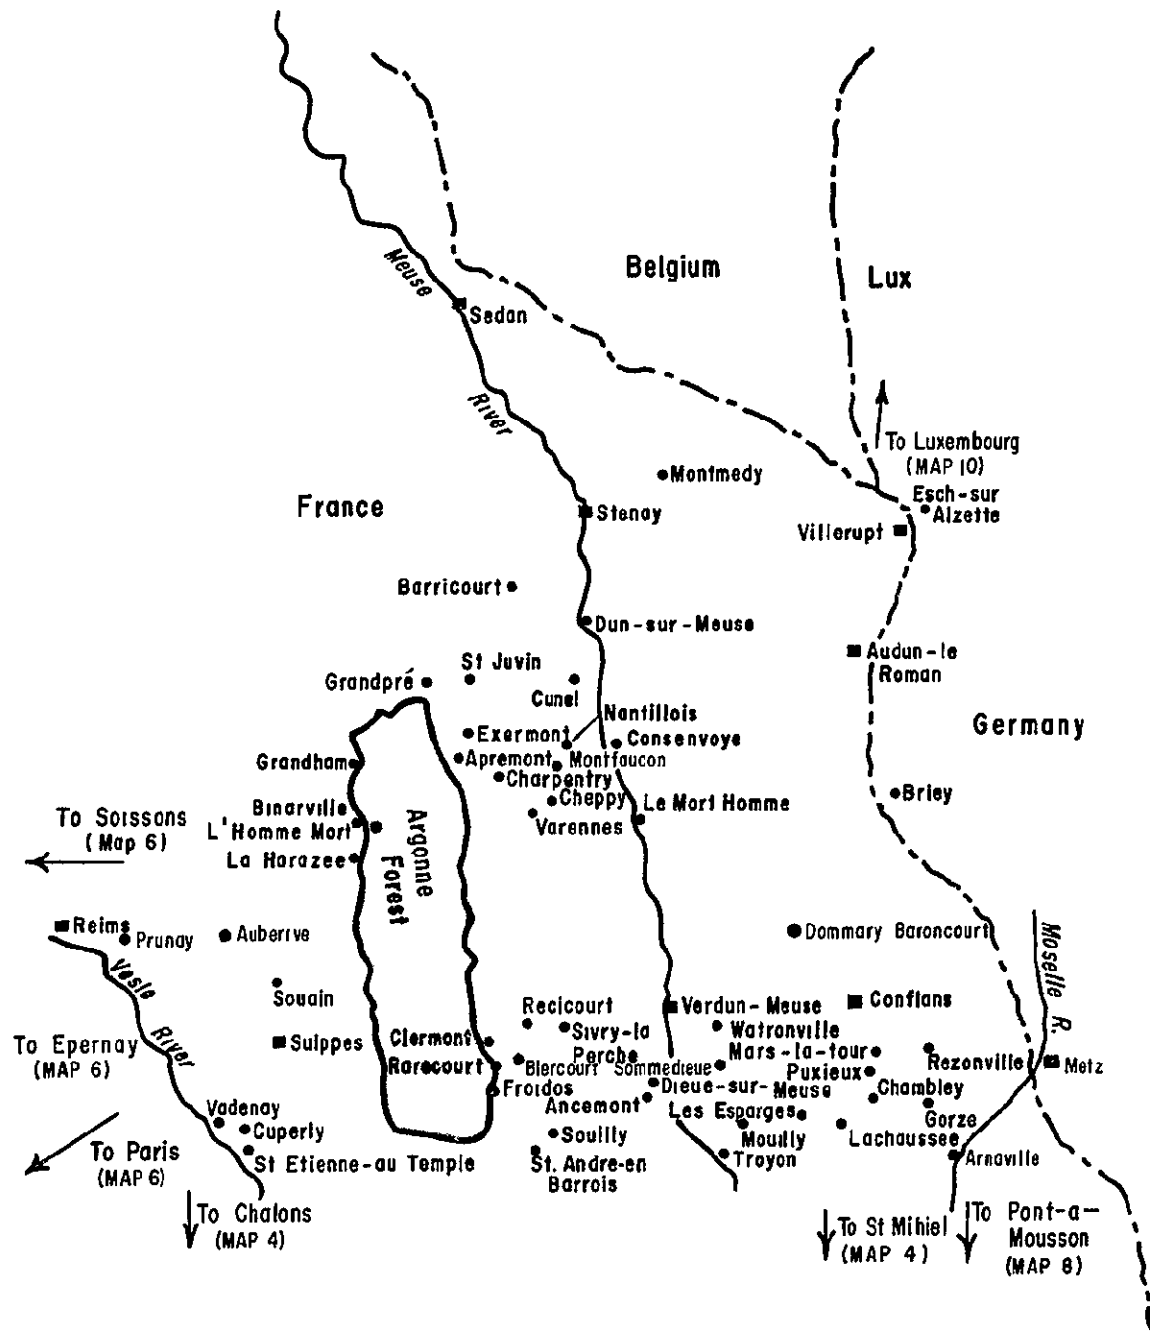 Belgium
Lux
Meuse
River
Sedan
To Luxembourg
(MAP 10)
Montmedy
Esch-sur
Alzette
France
Stenay
Villerupt
Barricourt
Dun-sur-Meuse
Audun-le
Roman
St Juvin
Grandpré
Cunel
Nantillois
Germany
Exermont
Consenvoye
Grandham
Apremont
Montfaucon
Charpentry
Briey
Binarville
Cheppy
Le Mort Homme
To Soissans
(Map 6)
L'Homme Mort
Varennes
La Harazee
Argonne
Forest
Reims
Prunay
Auberive
Dommary Baroncourt
Moselle R.
Vesle
River
Souain
Recicourt
Verdun-Meuse
Conflans
Suippes
Clermont
Sivry-la
Perche
Watronville
To Epernay
(MAP 6)
Mars-la-tour
Rezonville
Metz
Rarecourt
Blercourt
Sommedieue
Puxieux
Froidos
Dieue-sur-
Meuse
Chambley
Ancemont
Les Esparges
Gorze
Vadenay
Cuperly
Souilly
Mouilly
Lachaussee
To Paris
(MAP 6)
St Etienne-au Temple
St. Andre-en
Barrois
Troyon
Arnaville
To Chalons
(MAP 4)
To St Mihiel
(MAP 4)
To Pont-a-
Mousson
(MAP 8)